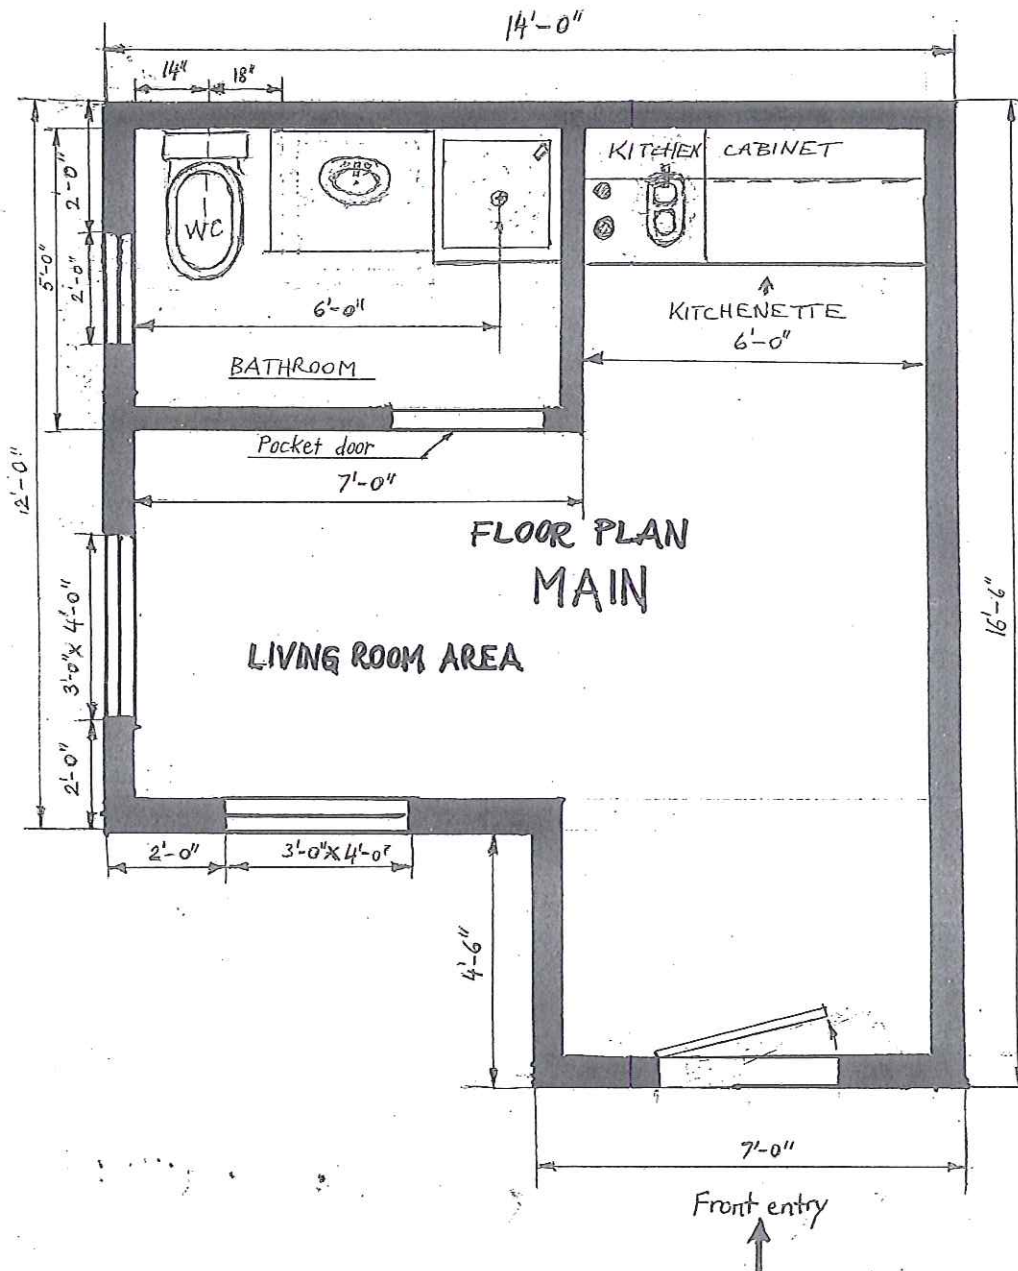 14'-0"
14"
18"
2'-0"
KITCHEN CABINET
5'-0"
WC
2'-0"
6'-0"
KITCHENETTE
6'-0"
BATHROOM
Pocket door
12'-0"
7'-0"
FLOOR PLAN
MAIN
16'-6"
3'-0" X 4'-0"
LIVING ROOM AREA
2'-0"
2'-0"
3'-0" X 4'-0"
4'-6"
7'-0"
Front entry